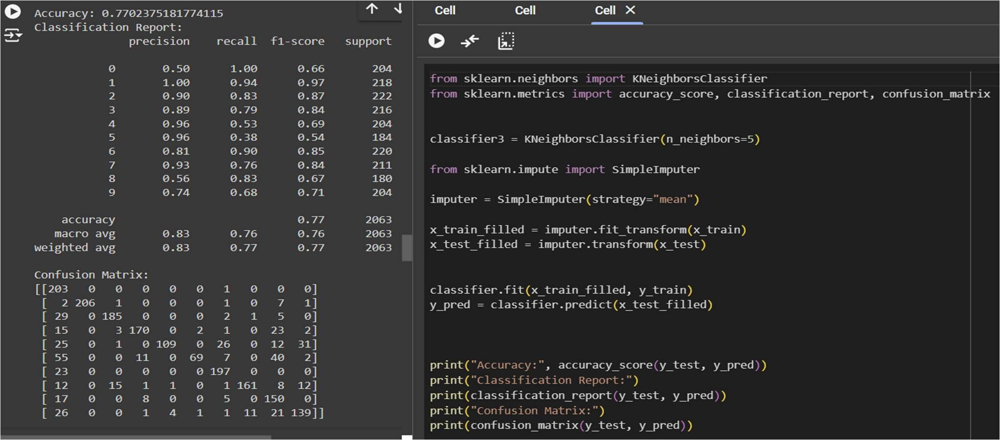 Accuracy: 0.7702375181774115
Classification Report:
precision recall f1-score support
0 0.50 1.00 0.66 204
1 1.00 0.94 0.97 218
2 0.90 0.83 0.87 222
3 0.89 0.79 0.84 216
4 0.96 0.53 0.69 204
5 0.96 0.38 0.54 184
6 0.81 0.90 0.85 220
7 0.93 0.76 0.84 211
8 0.56 0.83 0.67 180
9 0.74 0.68 0.71 204
accuracy 0.77 2063
macro avg 0.83 0.76 0.76 2063
weighted avg 0.83 0.77 0.77 2063
Confusion Matrix:
[[203 0 0 0 0 0 1 0 0 0]
[ 2 206 1 0 0 0 1 0 7 1]
[ 29 0 185 0 0 0 2 1 5 0]
[ 15 0 3 170 0 2 1 0 23 2]
[ 25 0 1 0 109 0 26 0 12 31]
[ 55 0 0 11 0 69 7 0 40 2]
[ 23 0 0 0 0 0 197 0 0 0]
[ 12 0 15 1 1 0 1 161 8 12]
[ 17 0 0 8 0 0 5 0 150 0]
[ 26 0 0 1 4 1 1 11 21 139]]
Cell Cell Cell
from sklearn.neighbors import KNeighborsClassifier
from sklearn.metrics import accuracy_score, classification_report, confusion_matrix
classifier3 = KNeighborsClassifier(n_neighbors=5)
from sklearn.impute import SimpleImputer
imputer = SimpleImputer(strategy="mean")
x_train_filled = imputer.fit_transform(x_train)
x_test_filled = imputer.transform(x_test)
classifier.fit(x_train_filled, y_train)
y_pred = classifier.predict(x_test_filled)
print("Accuracy:", accuracy_score(y_test, y_pred))
print("Classification Report:")
print(classification_report(y_test, y_pred))
print("Confusion Matrix:")
print(confusion_matrix(y_test, y_pred))